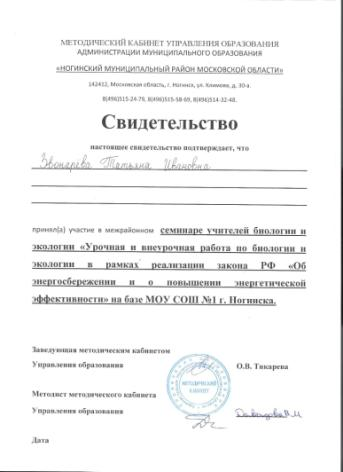 МЕТОДИЧЕСКИЙ КАБИНЕТ УПРАВЛЕНИЯ ОБРАЗОВАНИЯ
АДМИНИСТРАЦИИ МУНИЦИПАЛЬНОГО ОБРАЗОВАНИЯ
«НОГИНСКИЙ МУНИЦИПАЛЬНЫЙ РАЙОН МОСКОВСКОЙ ОБЛАСТИ»
142412, Московская область, г. Ногинск, ул. Климова, д. 30-а.
8(496)515-24-79, 8(496)515-58-69, 8(496)514-32-48.
Свидетельство
настоящее свидетельство подтверждает, что
Звонарева Татьяна Ивановна
принял(а) участие в межрайонном семинаре учителей биологии и
экологии «Урочная и внеурочная работа по биологии и
экологии в рамках реализации закона РФ «Об
энергосбережении и о повышении энергетической
эффективности» на базе МОУ СОШ №1 г. Ногинска.
Заведующая методическим кабинетом
Управления образования О.В. Токарева
МЕТОДИЧЕСКИЙ
КАБИНЕТ
Методист методического кабинета
Управления образования Давыдова Н.М
Дата